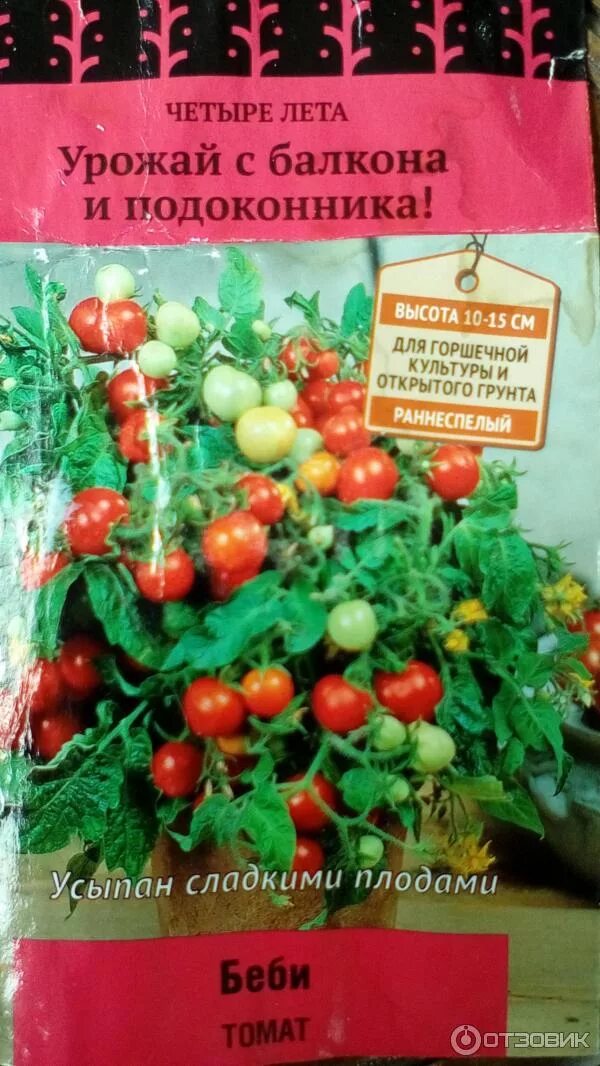 ЧЕТЫРЕ ЛЕТА
Урожай с балкона
и подоконника!
ВЫСОТА 10-15 СМ
ДЛЯ ГОРШЕЧНОЙ
КУЛЬТУРЫ И
ОТКРЫТОГО ГРУНТА
РАННЕСПЕЛЫЙ
Усыпан сладкими плодами
Беби
ТОМАТ
ОТЗОВИК